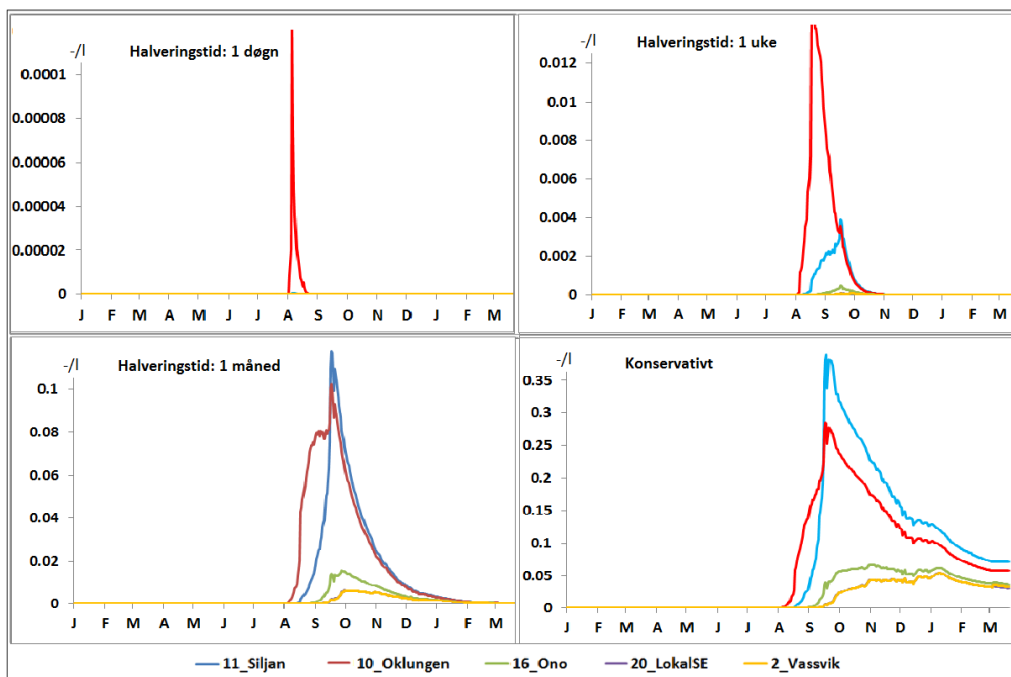 -/l
Halveringstid: 1 døgn
0.0001
0.00008
0.00006
0.00004
0.00002
0
J F M A M J J A S O N D J F M
-/l
Halveringstid: 1 uke
0.012
0.01
0.008
0.006
0.004
0.002
0
J F M A M J J A S O N D J F M
-/l
Halveringstid: 1 måned
0.1
0.08
0.06
0.04
0.02
0
J F M A M J J A S O N D J F M
-/l
Konservativt
0.35
0.3
0.25
0.2
0.15
0.1
0.05
0
J F M A M J J A S O N D J F M
11_Siljan 10_Oklungen 16_Ono 20_LokalSE 2_Vassvik